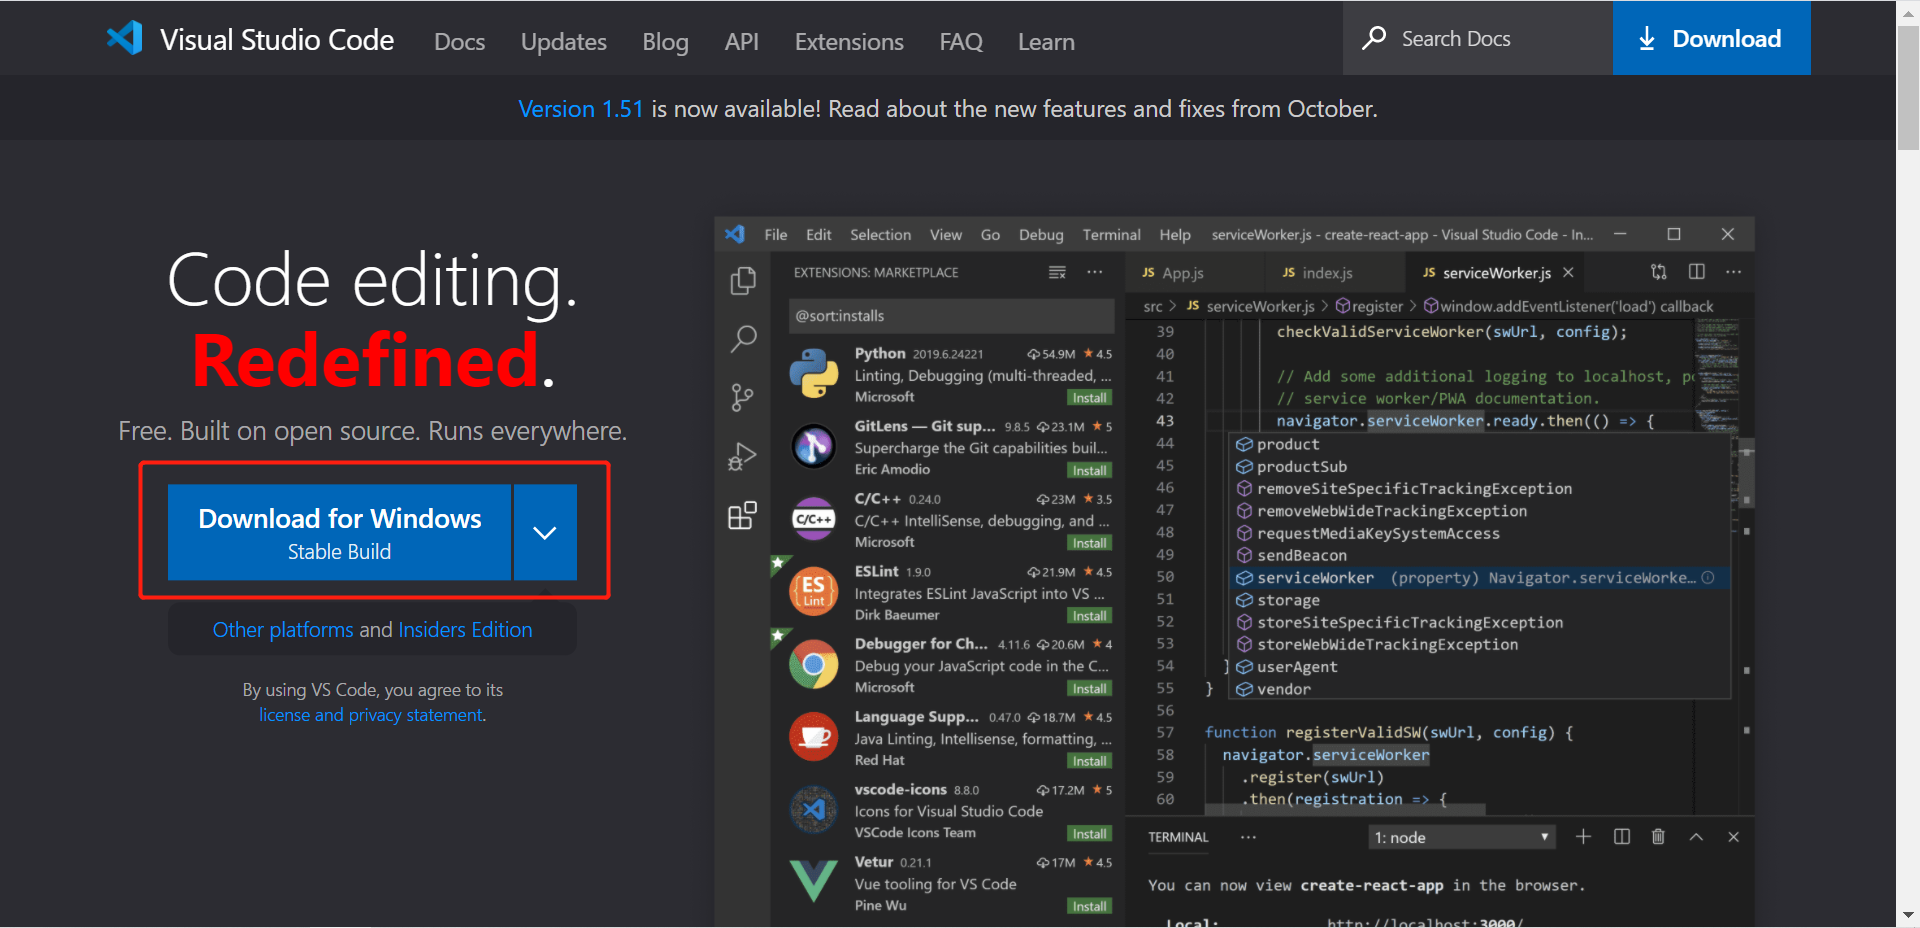 Visual Studio Code Docs Updates Blog API Extensions FAQ Learn Search Docs Download
Version 1.51 is now available! Read about the new features and fixes from October.
Code editing.
Redefined.
Free. Built on open source. Runs everywhere.
Download for Windows
Stable Build
Other platforms and Insiders Edition
By using VS Code, you agree to its
license and privacy statement.
File Edit Selection View Go Debug Terminal Help serviceWorker.js - create-react-app - Visual Studio Code - In...
EXTENSIONS: MARKETPLACE ···
@sort:installs
Python 2019.6.24221 54.9M ★ 4.5
Linting, Debugging (multi-threaded, ...
Microsoft Install
GitLens — Git sup... 9.8.5 23.1M ★ 5
Supercharge the Git capabilities buil...
Eric Amodio Install
C/C++
C/C++ 0.24.0 23M ★ 3.5
C/C++ IntelliSense, debugging, and ...
Microsoft Install
ES
Lint
ESLint 1.9.0 21.9M ★ 4.5
Integrates ESLint JavaScript into VS ...
Dirk Baeumer Install
Debugger for Ch... 4.11.6 20.6M ★ 4
Debug your JavaScript code in the C...
Microsoft Install
Language Supp... 0.47.0 18.7M ★ 4.5
Java Linting, Intellisense, formatting, ...
Red Hat Install
vscode-icons 8.8.0 17.2M ★ 5
Icons for Visual Studio Code
VSCode Icons Team Install
Vetur 0.21.1 17M ★ 4.5
Vue tooling for VS Code
Pine Wu Install
JS App.js JS index.js JS serviceWorker.js ···
src > JS serviceWorker.js > register > window.addEventListener('load') callback
39 checkValidServiceWorker(swUrl, config);
40
41 // Add some additional logging to localhost, p
42 // service worker/PWA documentation.
43 navigator.serviceWorker.ready.then(() => {
44 product
45 productSub
46 removeSiteSpecificTrackingException
47 removeWebWideTrackingException
48 requestMediaKeySystemAccess
49 sendBeacon
50 serviceWorker (property) Navigator.serviceWorke...
51 storage
52 storeSiteSpecificTrackingException
53 storeWebWideTrackingException
54 } userAgent
55 } vendor
56
57 function registerValidSW(swUrl, config) {
58 navigator.serviceWorker
59 .register(swUrl)
60 .then(registration => {
TERMINAL ··· 1: node
You can now view create-react-app in the browser.
Local: http://localhost:3000/